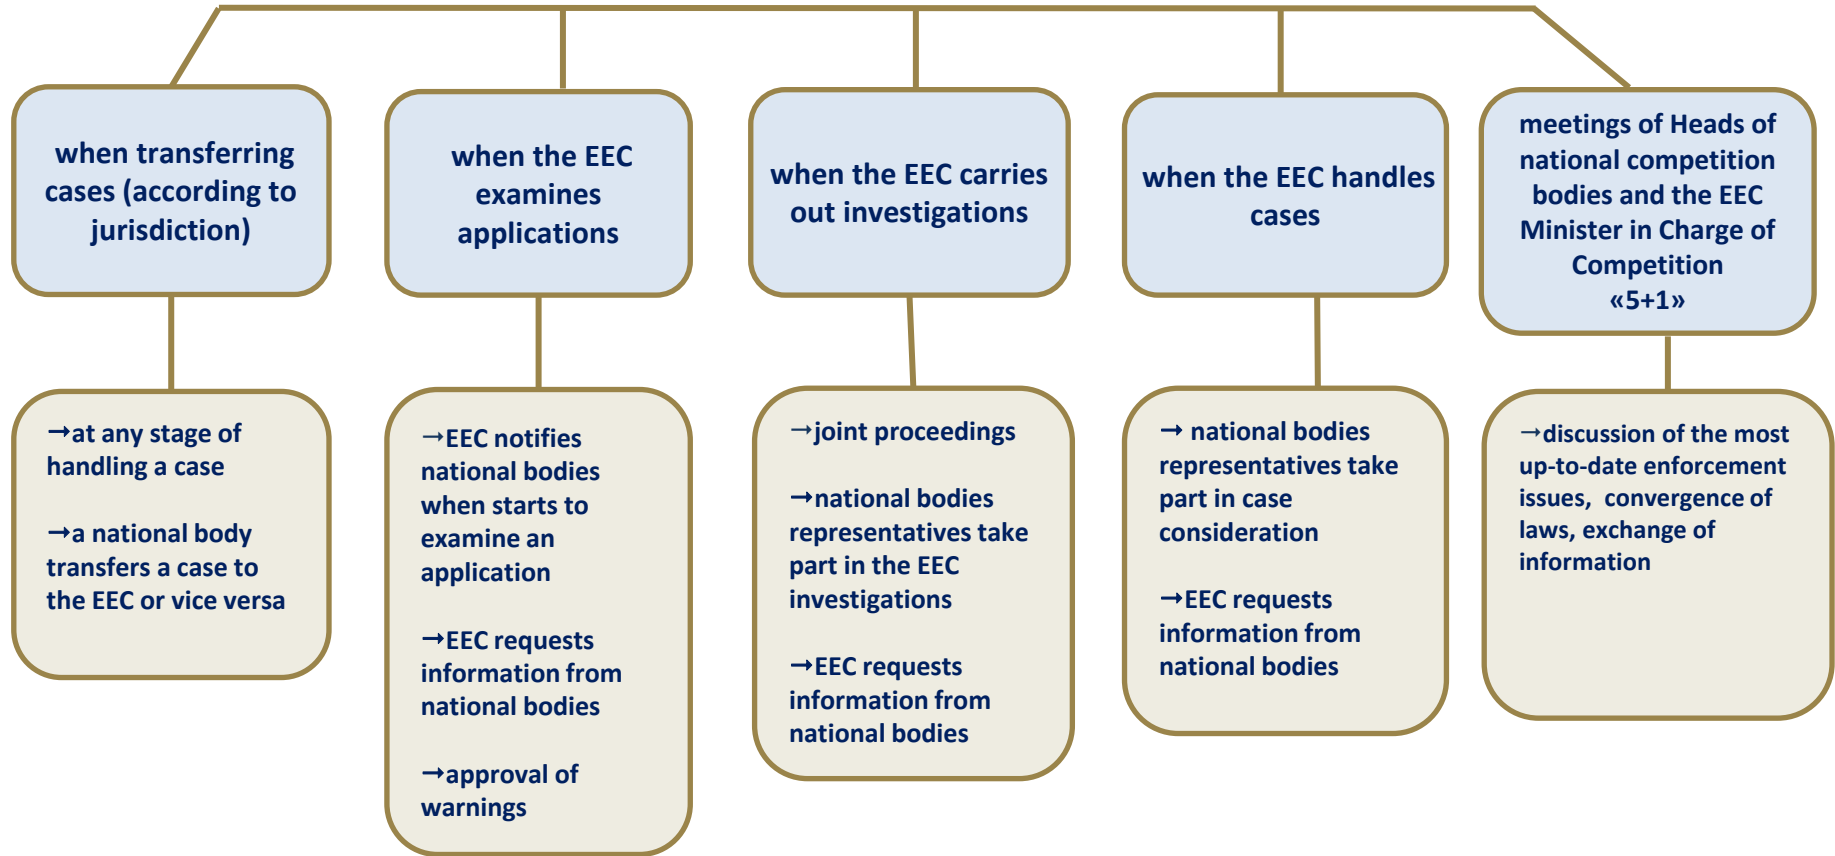 when transferring
cases (according to
jurisdiction)
when the EEC
examines
applications
when the EEC carries
out investigations
when the EEC handles
cases
meetings of Heads of
national competition
bodies and the EEC
Minister in Charge of
Competition
«5+1»
→at any stage of
handling a case
→a national body
transfers a case to
the EEC or vice versa
→EEC notifies
national bodies
when starts to
examine an
application
→EEC requests
information from
national bodies
→approval of
warnings
→joint proceedings
→national bodies
representatives take
part in the EEC
investigations
→EEC requests
information from
national bodies
→ national bodies
representatives take
part in case
consideration
→EEC requests
information from
national bodies
→discussion of the most
up-to-date enforcement
issues, convergence of
laws, exchange of
information